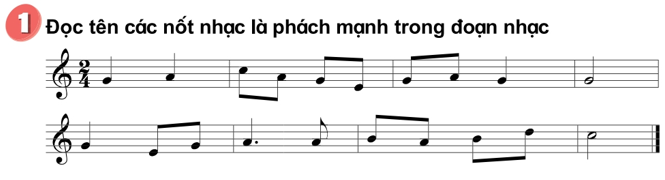 1 Đọc tên các nốt nhạc là phách mạnh trong đoạn nhạc
2
4